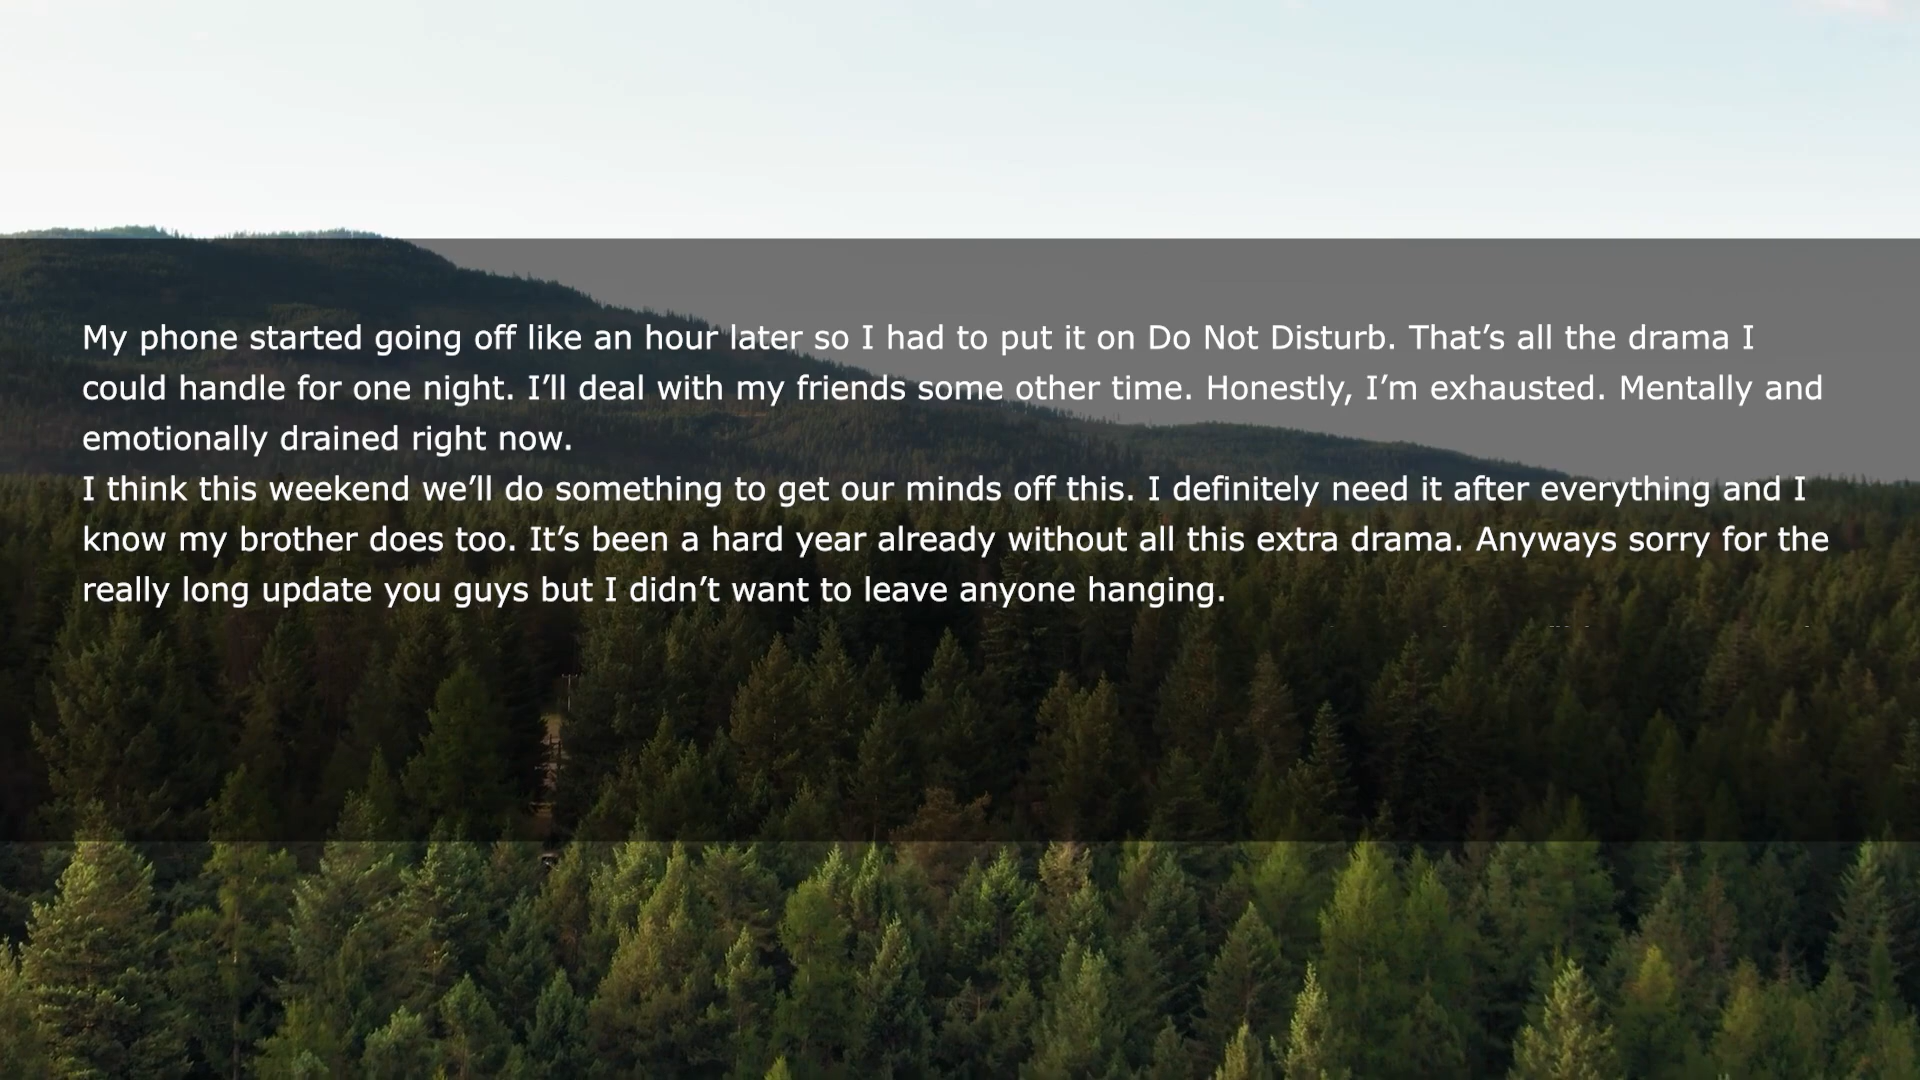 My phone started going off like an hour later so I had to put it on Do Not Disturb. That’s all the drama I
could handle for one night. I’ll deal with my friends some other time. Honestly, I’m exhausted. Mentally and
emotionally drained right now.
I think this weekend we’ll do something to get our minds off this. I definitely need it after everything and I
know my brother does too. It’s been a hard year already without all this extra drama. Anyways sorry for the
really long update you guys but I didn’t want to leave anyone hanging.